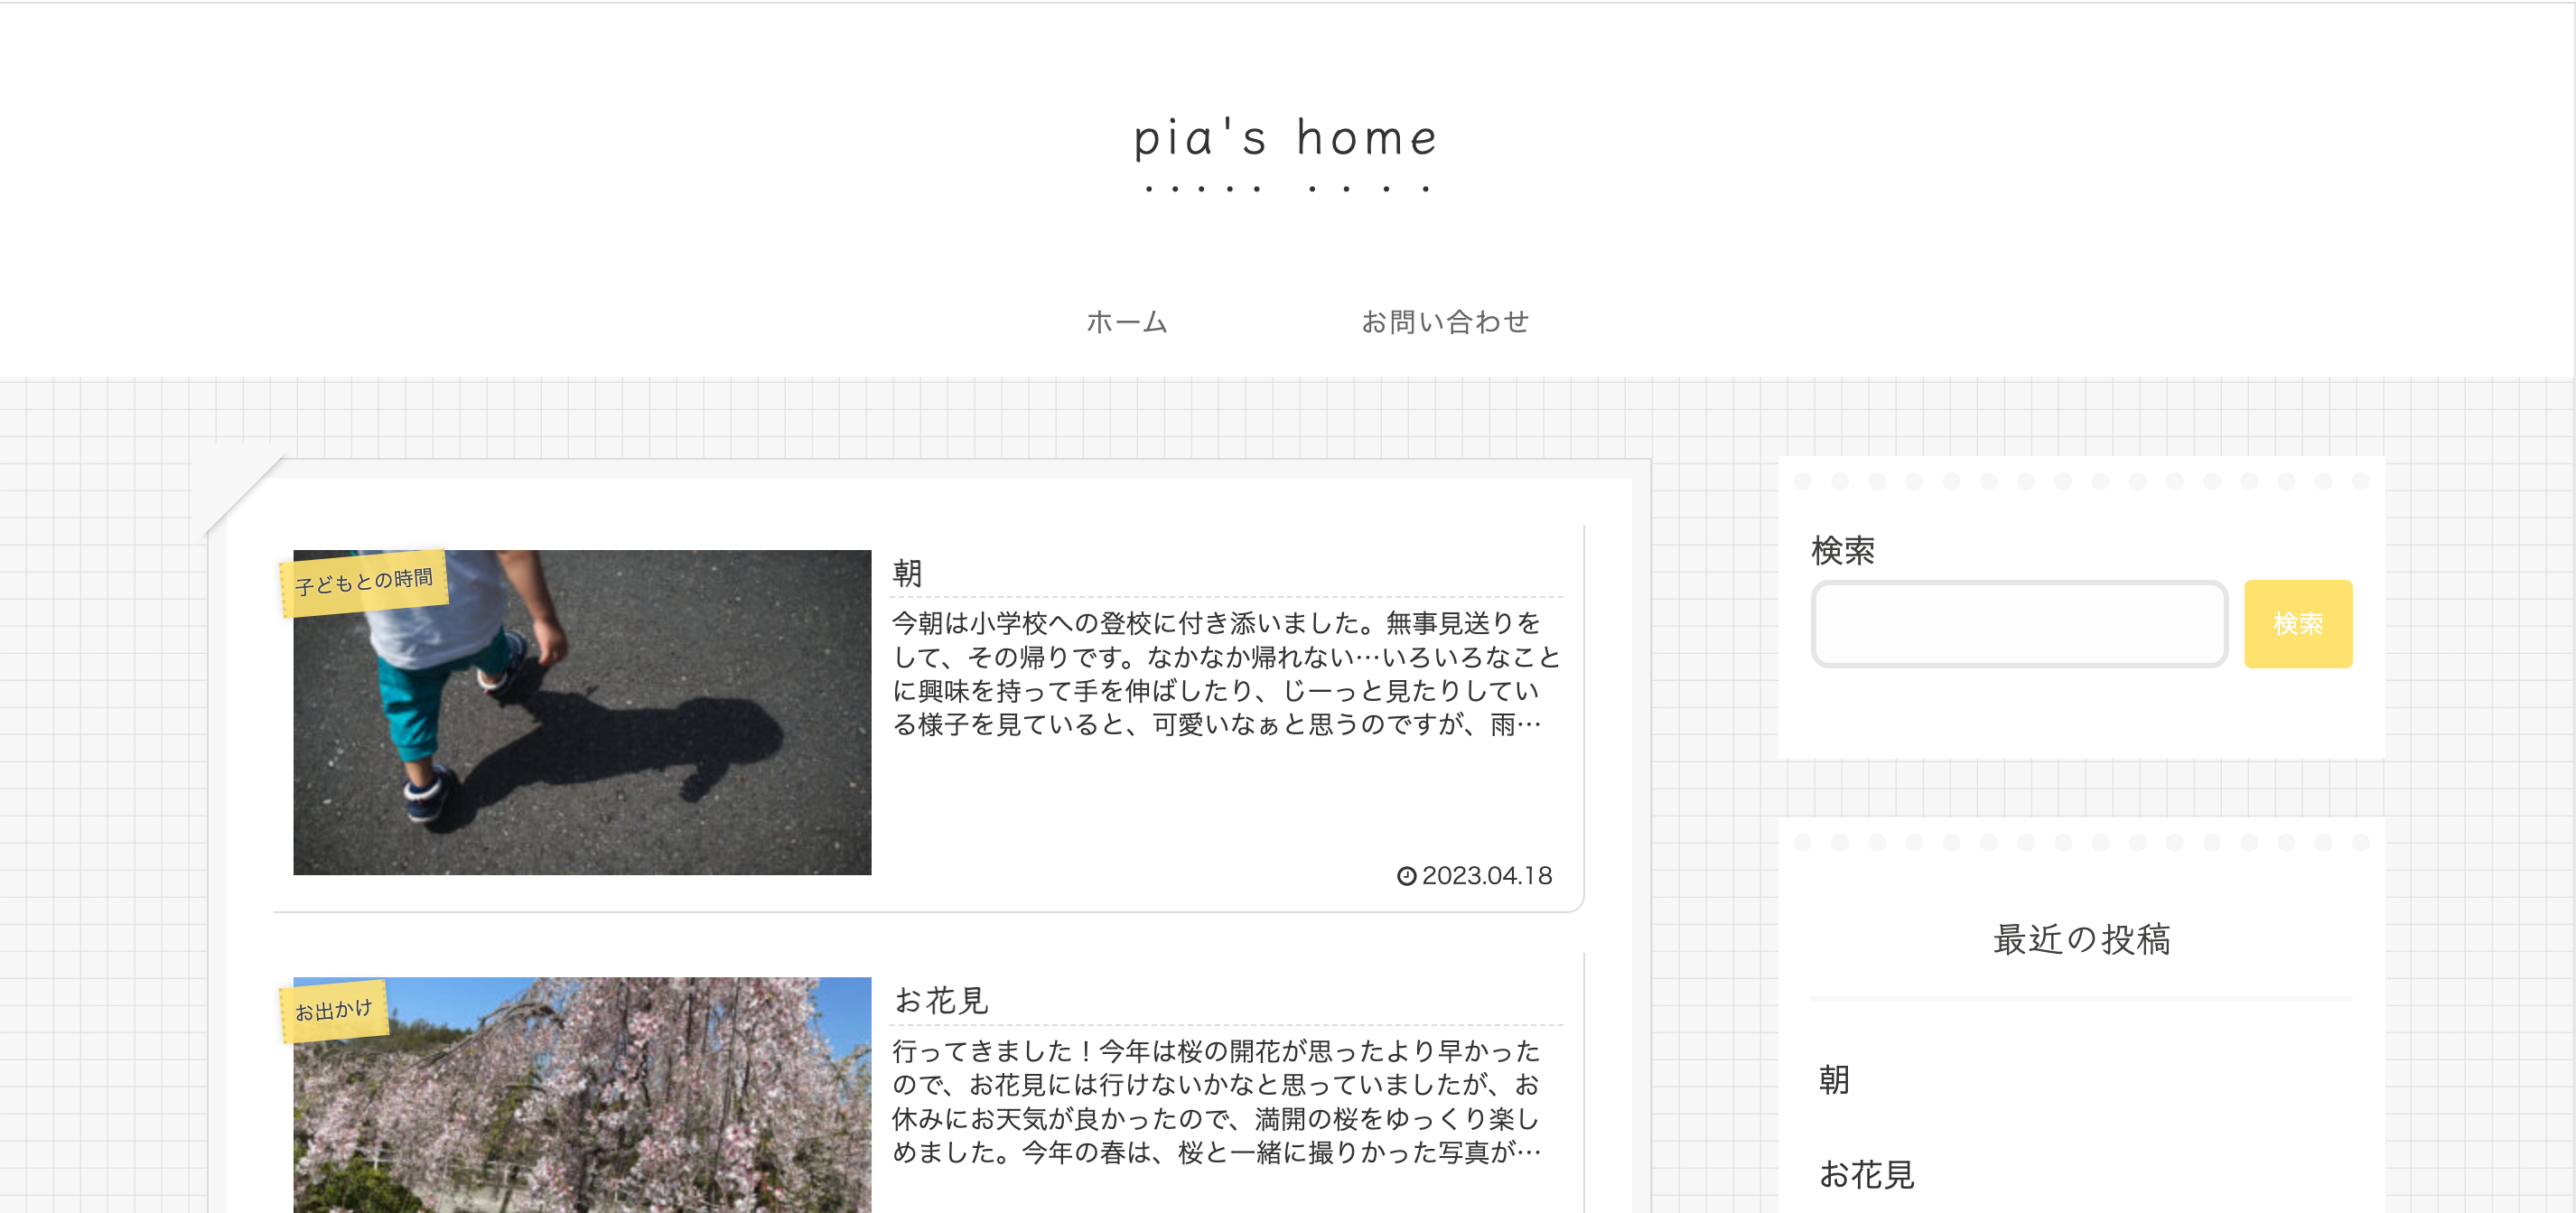 pia's home
ホーム
お問い合わせ
子どもとの時間
朝
今朝は小学校への登校に付き添いました。無事見送りを
して、その帰りです。なかなか帰れない…いろいろなこと
に興味を持って手を伸ばしたり、じーっと見たりしてい
る様子を見ていると、可愛いなぁと思うのですが、雨…
2023.04.18
お出かけ
お花見
行ってきました！今年は桜の開花が思ったより早かった
ので、お花見には行けないかなと思っていましたが、お
休みにお天気が良かったので、満開の桜をゆっくり楽し
めました。今年の春は、桜と一緒に撮りかった写真が…
検索
検索
最近の投稿
朝
お花見